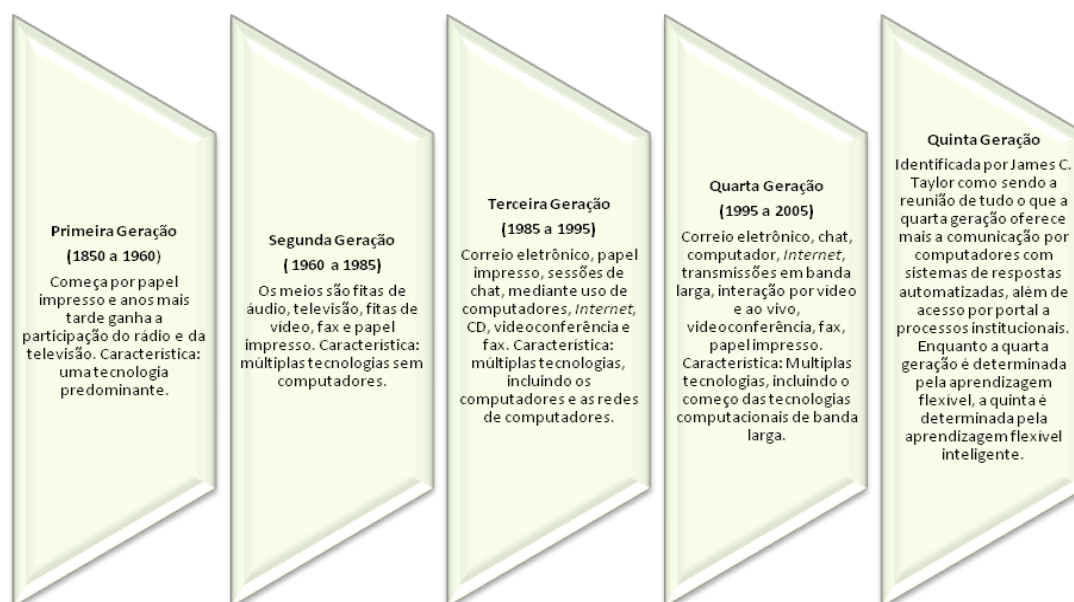 Primeira Geração
(1850 a 1960)
Começa por papel
impresso e anos mais
tarde ganha a
participação do rádio e da
televisão. Característica:
uma tecnologia
predominante.
Segunda Geração
( 1960 a 1985)
Os meios são fitas de
áudio, televisão, fitas de
vídeo, fax e papel
impresso. Característica:
múltiplas tecnologias sem
computadores.
Terceira Geração
(1985 a 1995)
Correio eletrônico, papel
impresso, sessões de
chat, mediante uso de
computadores, Internet,
CD, videoconferência e
fax. Característica:
múltiplas tecnologias,
incluindo os
computadores e as redes
de computadores.
Quarta Geração
(1995 a 2005)
Correio eletrônico, chat,
computador, Internet,
transmissões em banda
larga, interação por vídeo
e ao vivo,
videoconferência, fax,
papel impresso.
Característica: Multiplas
tecnologias, incluindo o
começo das tecnologias
computacionais de banda
larga.
Quinta Geração
Identificada por James C.
Taylor como sendo a
reunião de tudo o que a
quarta geração oferece
mais a comunicação por
computadores com
sistemas de respostas
automatizadas, além de
acesso por portal a
processos institucionais.
Enquanto a quarta
geração é determinada
pela aprendizagem
flexível, a quinta é
determinada pela
aprendizagem flexível
inteligente.